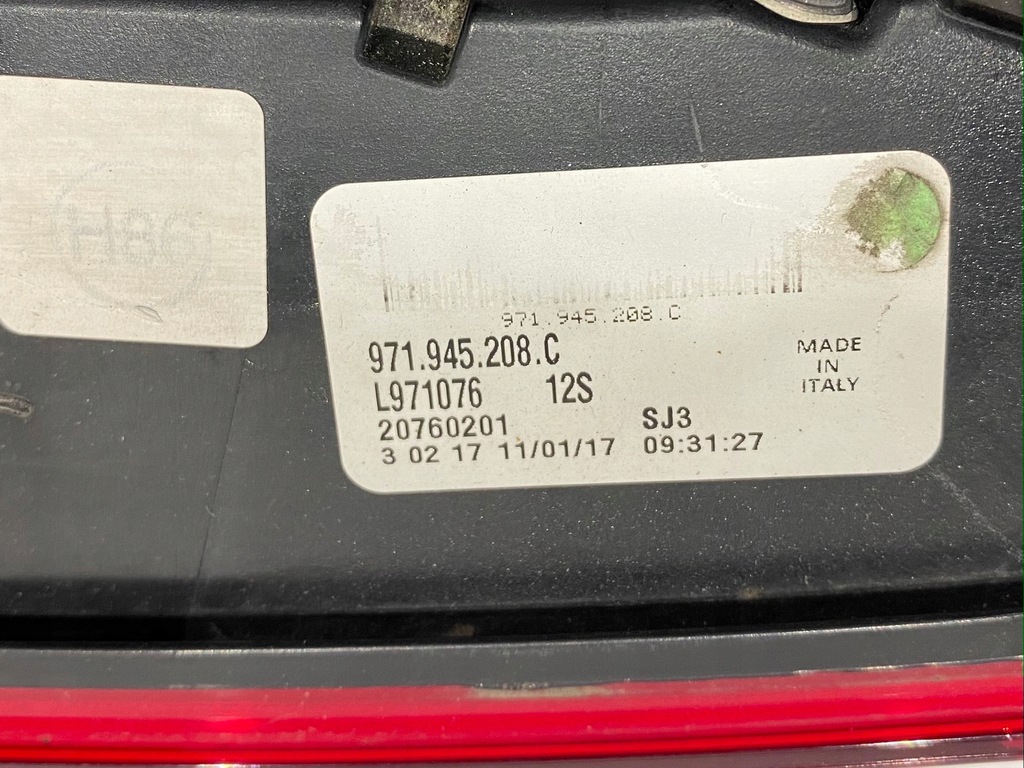 H86
971.945.208.C
971.945.208.C
MADE
IN
ITALY
L971076 12S
20760201 SJ3
3 02 17 11/01/17 09:31:27